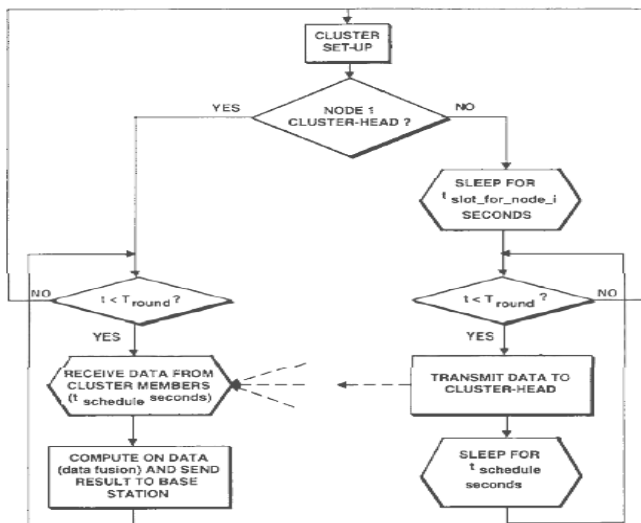 CLUSTER
SET-UP
YES
NODE 1
CLUSTER-HEAD ?
NO
SLEEP FOR
t slot_for_node_i
SECONDS
NO
t < Tround ?
YES
t < Tround ?
NO
YES
RECEIVE DATA FROM
CLUSTER MEMBERS
(t schedule seconds)
TRANSMIT DATA TO
CLUSTER-HEAD
COMPUTE ON DATA
(data fusion) AND SEND
RESULT TO BASE
STATION
SLEEP FOR
t schedule
seconds